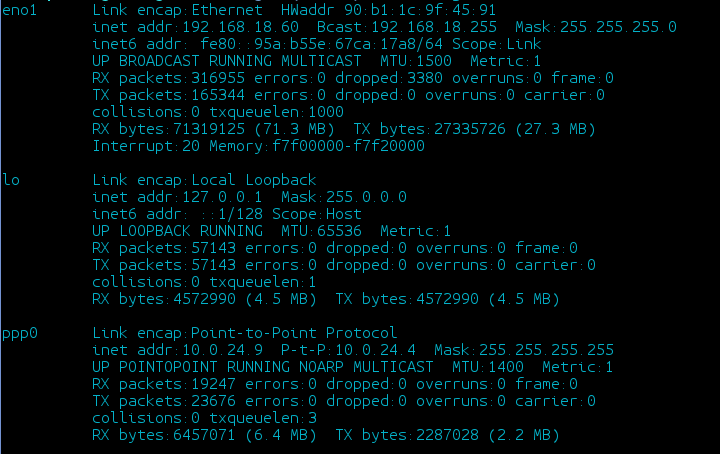 eno1 Link encap:Ethernet HWaddr 90:b1:1c:9f:45:91
inet addr:192.168.18.60 Bcast:192.168.18.255 Mask:255.255.255.0
inet6 addr: fe80::95a:b55e:67ca:17a8/64 Scope:Link
UP BROADCAST RUNNING MULTICAST MTU:1500 Metric:1
RX packets:316955 errors:0 dropped:3380 overruns:0 frame:0
TX packets:165344 errors:0 dropped:0 overruns:0 carrier:0
collisions:0 txqueuelen:1000
RX bytes:71319125 (71.3 MB) TX bytes:27335726 (27.3 MB)
Interrupt:20 Memory:f7f00000-f7f20000
lo Link encap:Local Loopback
inet addr:127.0.0.1 Mask:255.0.0.0
inet6 addr: ::1/128 Scope:Host
UP LOOPBACK RUNNING MTU:65536 Metric:1
RX packets:57143 errors:0 dropped:0 overruns:0 frame:0
TX packets:57143 errors:0 dropped:0 overruns:0 carrier:0
collisions:0 txqueuelen:1
RX bytes:4572990 (4.5 MB) TX bytes:4572990 (4.5 MB)
ppp0 Link encap:Point-to-Point Protocol
inet addr:10.0.24.9 P-t-P:10.0.24.4 Mask:255.255.255.255
UP POINTOPOINT RUNNING NOARP MULTICAST MTU:1400 Metric:1
RX packets:19247 errors:0 dropped:0 overruns:0 frame:0
TX packets:23676 errors:0 dropped:0 overruns:0 carrier:0
collisions:0 txqueuelen:3
RX bytes:6457071 (6.4 MB) TX bytes:2287028 (2.2 MB)